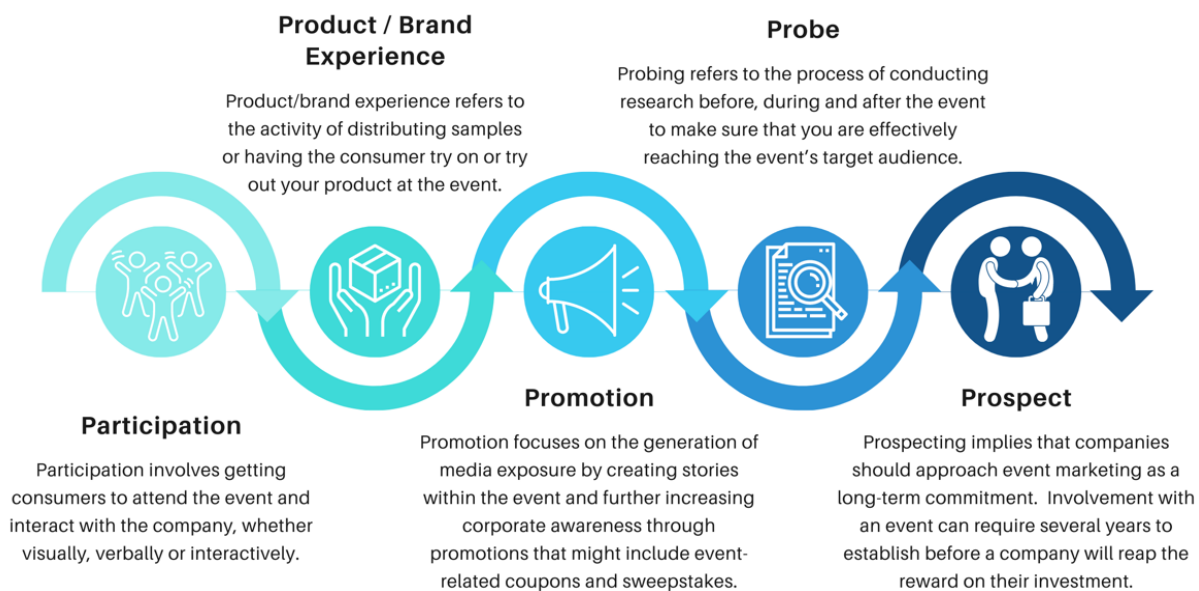 Participation
Participation involves getting
consumers to attend the event and
interact with the company, whether
visually, verbally or interactively.
Product / Brand
Experience
Product/brand experience refers to
the activity of distributing samples
or having the consumer try on or try
out your product at the event.
Promotion
Promotion focuses on the generation of
media exposure by creating stories
within the event and further increasing
corporate awareness through
promotions that might include event-
related coupons and sweepstakes.
Probe
Probing refers to the process of conducting
research before, during and after the event
to make sure that you are effectively
reaching the event’s target audience.
Prospect
Prospecting implies that companies
should approach event marketing as a
long-term commitment.  Involvement with
an event can require several years to
establish before a company will reap the
reward on their investment.